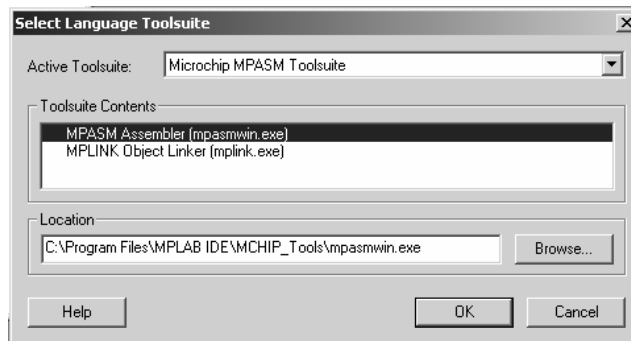 Select Language Toolsuite
Active Toolsuite: Microchip MPASM Toolsuite
Toolsuite Contents
MPASM Assembler (mpasmwin.exe)
MPLINK Object Linker (mplink.exe)
Location
C:\Program Files\MPLAB IDE\MCHIP_Tools\mpasmwin.exe Browse...
Help OK Cancel